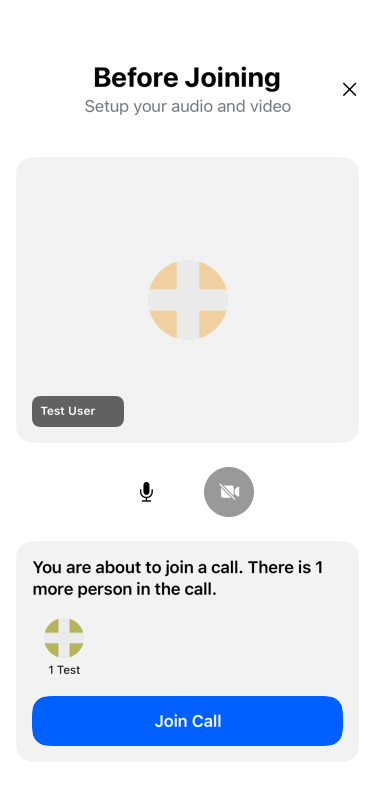 Before Joining
Setup your audio and video
Test User
You are about to join a call. There is 1
more person in the call.
1 Test
Join Call